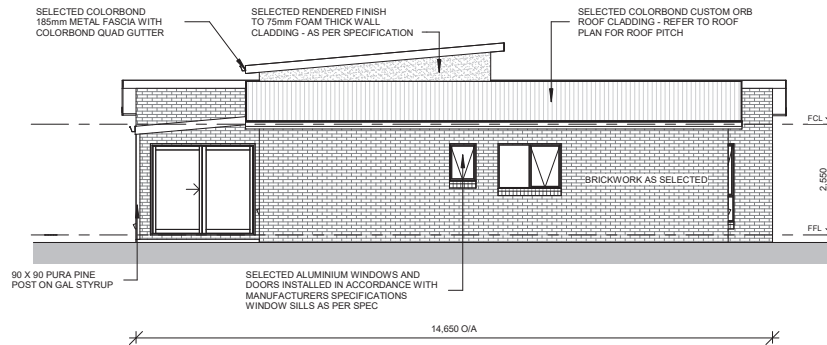 SELECTED COLORBOND
185mm METAL FASCIA WITH
COLORBOND QUAD GUTTER
SELECTED RENDERED FINISH
TO 75mm FOAM THICK WALL
CLADDING - AS PER SPECIFICATION
SELECTED COLORBOND CUSTOM ORB
ROOF CLADDING - REFER TO ROOF
PLAN FOR ROOF PITCH
FCL
2,550
BRICKWORK AS SELECTED
FFL
90 X 90 PURA PINE
POST ON GAL STYRUP
SELECTED ALUMINIUM WINDOWS AND
DOORS INSTALLED IN ACCORDANCE WITH
MANUFACTURERS SPECIFICATIONS
WINDOW SILLS AS PER SPEC
14,650 O/A